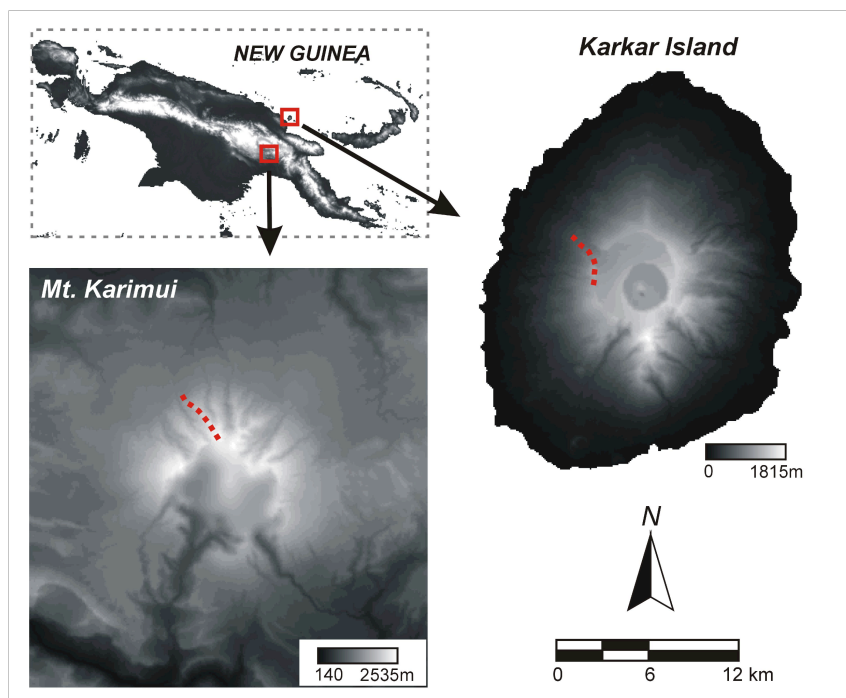 NEW GUINEA
Karkar Island
Mt. Karimui
0 1815m
N
140 2535m
0 6 12 km